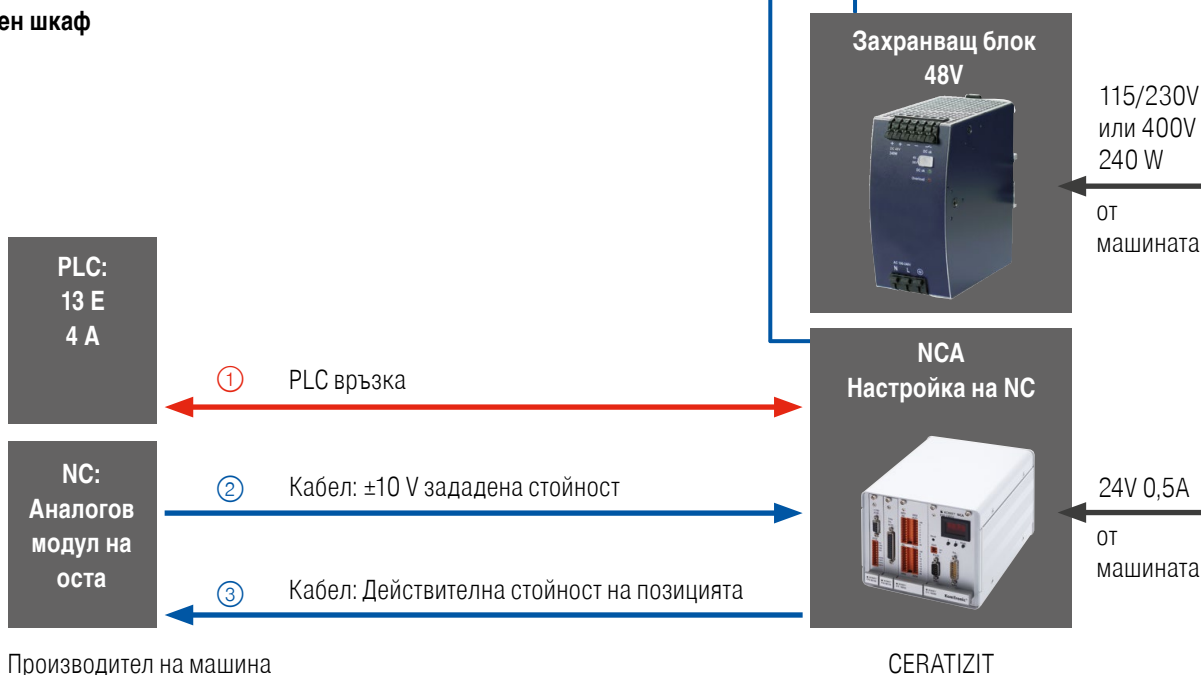 ен шкаф
Захранващ блок
48V
115/230V
или 400V
240 W
от
машината
PLC:
13 E
4 A
① PLC връзка
NCA
Настройка на NC
NC:
Аналогов
модул на
оста
② Кабел: ±10 V зададена стойност
③ Кабел: Действителна стойност на позицията
24V 0,5A
от
машината
Производител на машина
CERATIZIT